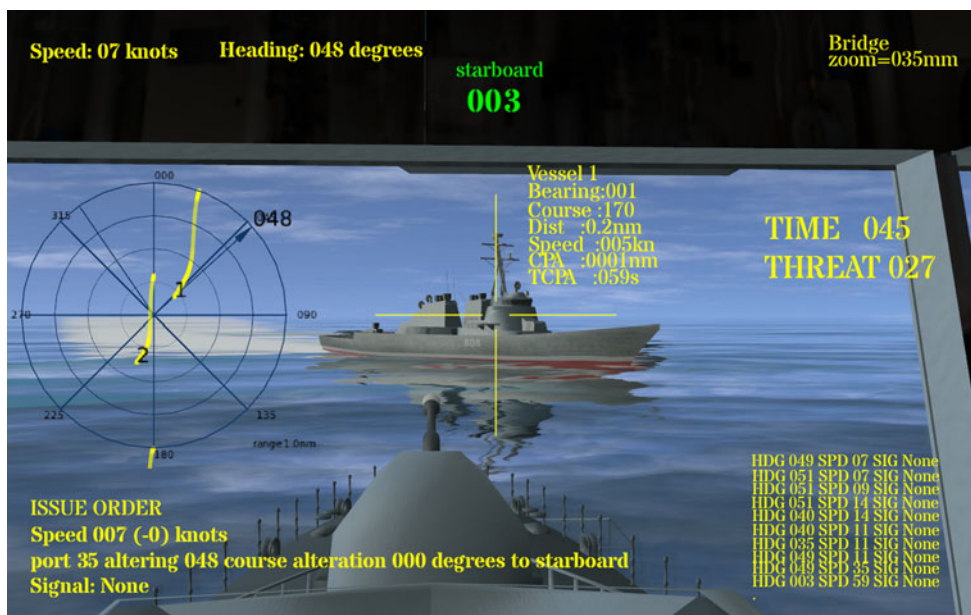 Speed: 07 knots
Heading: 048 degrees
starboard
003
Bridge
zoom=035mm
Vessel 1
Bearing:001
Course :170
Dist :0.2nm
Speed :005kn
CPA :0001nm
TCPA :059s
TIME 045
THREAT 027
000
048
315
1
270
090
2
225
135
180
range1.0nm
808
ISSUE ORDER
Speed 007 (-0) knots
port 35 altering 048 course alteration 000 degrees to starboard
Signal: None
HDG 049 SPD 07 SIG None
HDG 051 SPD 07 SIG None
HDG 051 SPD 09 SIG None
HDG 051 SPD 14 SIG None
HDG 040 SPD 14 SIG None
HDG 040 SPD 11 SIG None
HDG 035 SPD 11 SIG None
HDG 049 SPD 11 SIG None
HDG 049 SPD 35 SIG None
HDG 003 SPD 59 SIG None